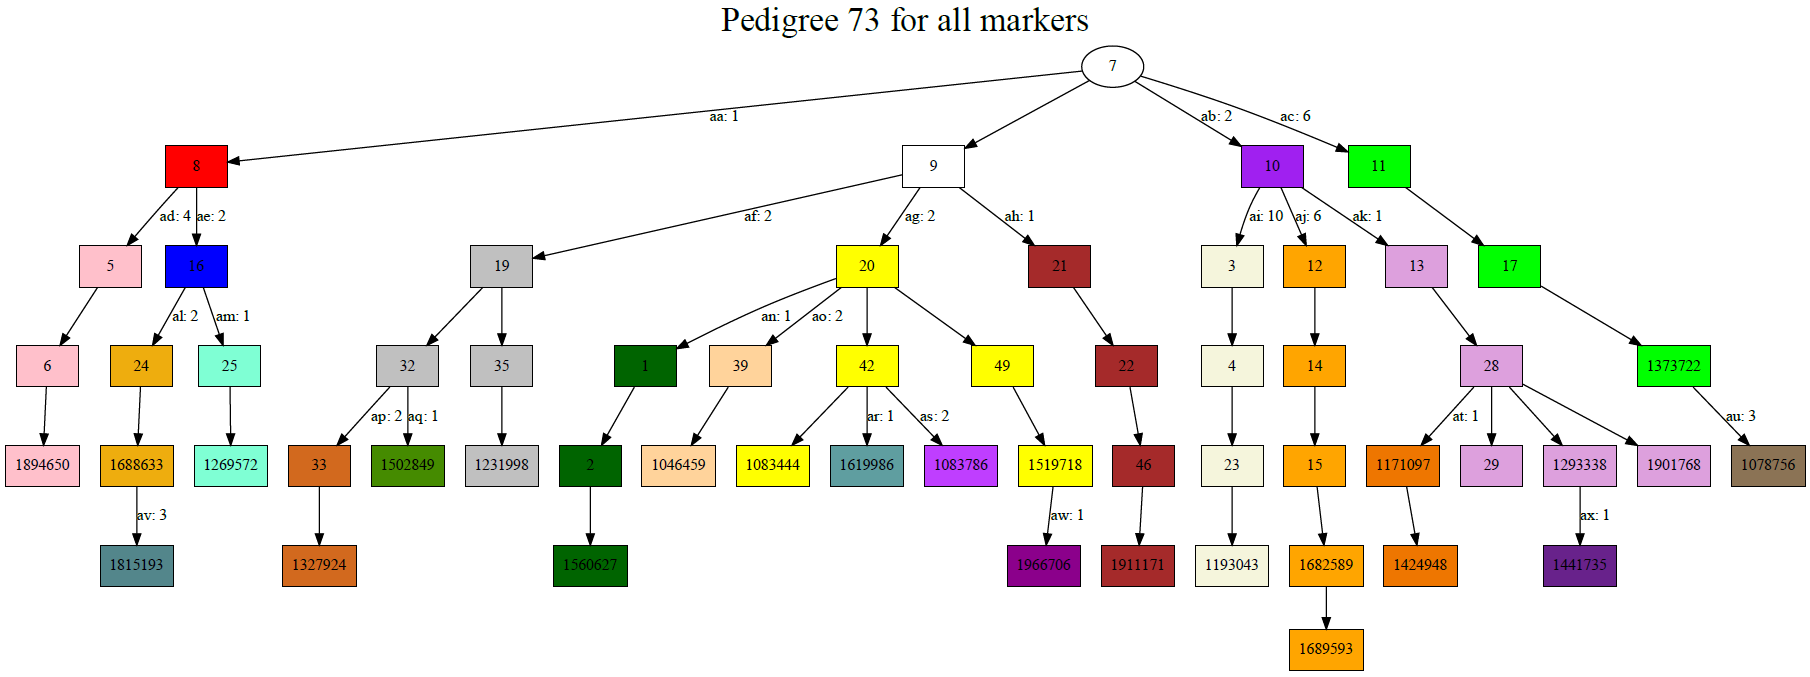 Pedigree 73 for all markers
7
aa: 1
ab: 2
ac: 6
8
9
10
11
ad: 4
ae: 2
af: 2
ag: 2
ah: 1
ai: 10
aj: 6
ak: 1
5
16
19
20
21
3
12
13
17
al: 2
am: 1
an: 1
ao: 2
6
24
25
32
35
1
39
42
49
22
4
14
28
1373722
ap: 2
aq: 1
ar: 1
as: 2
at: 1
au: 3
1894650
1688633
1269572
33
1502849
1231998
2
1046459
1083444
1619986
1083786
1519718
46
23
15
1171097
29
1293338
1901768
1078756
av: 3
aw: 1
ax: 1
1815193
1327924
1560627
1966706
1911171
1193043
1682589
1424948
1441735
1689593